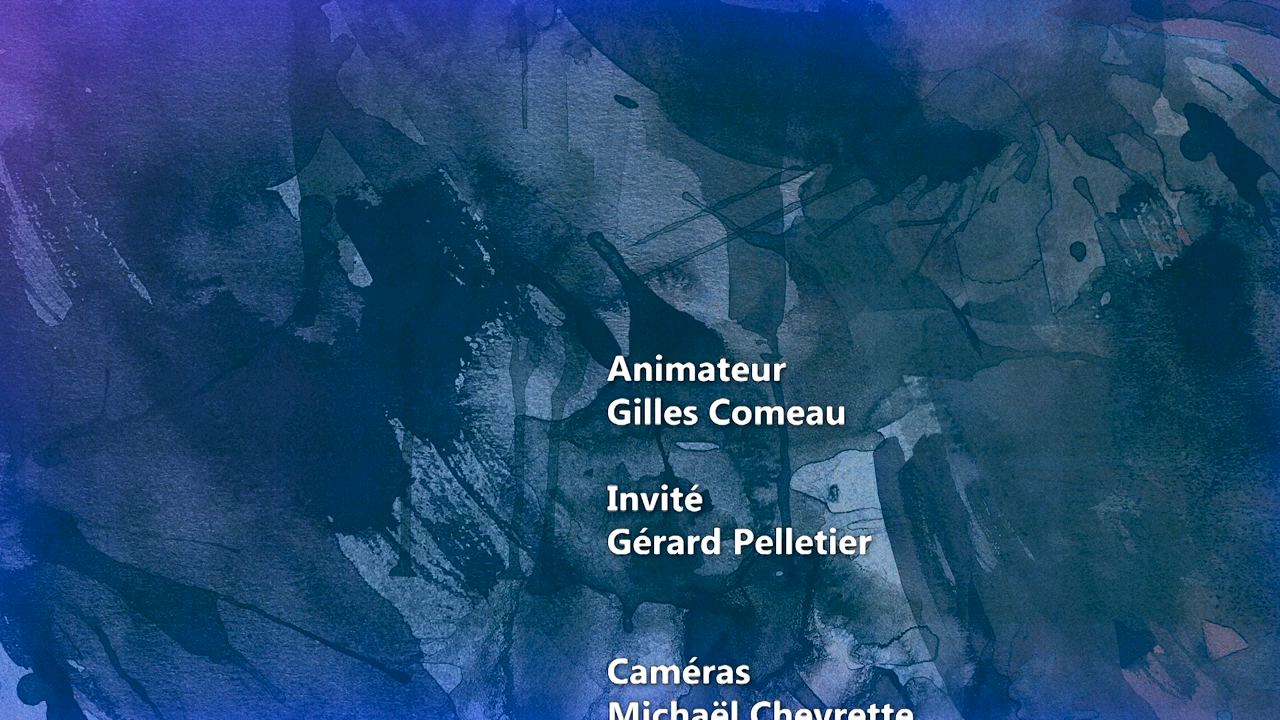 Animateur
Gilles Comeau
Invité
Gérard Pelletier
Caméras
Michaël Chevrette